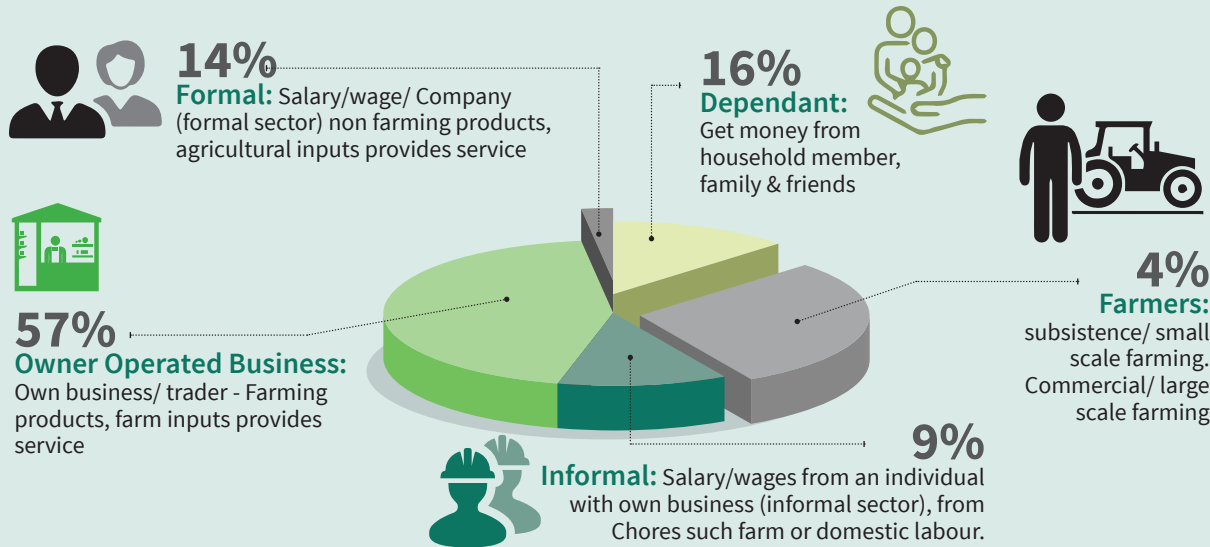 14%
Formal: Salary/wage/ Company
(formal sector) non farming products,
agricultural inputs provides service
16%
Dependant:
Get money from
household member,
family & friends
57%
Owner Operated Business:
Own business/ trader - Farming
products, farm inputs provides
service
4%
Farmers:
subsistence/ small
scale farming.
Commercial/ large
scale farming
9%
Informal: Salary/wages from an individual
with own business (informal sector), from
Chores such farm or domestic labour.